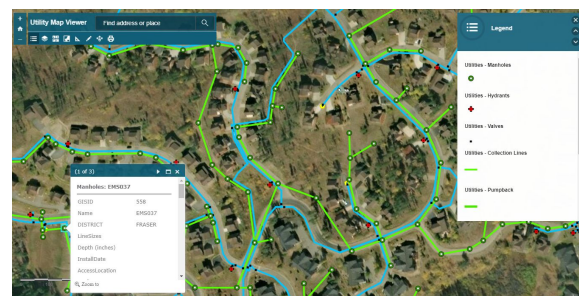 Utility Map Viewer
Find address or place
Legend
Utilities - Manholes
Utilities - Hydrants
Utilities - Valves
Utilities - Collection Lines
Utilities - Pumpback
(1 of 3)
Manholes: EMS037
GISID 558
Name EMS037
DISTRICT FRASER
LineSizes
Depth (inches)
InstallDate
AccessLocation
Zoom to